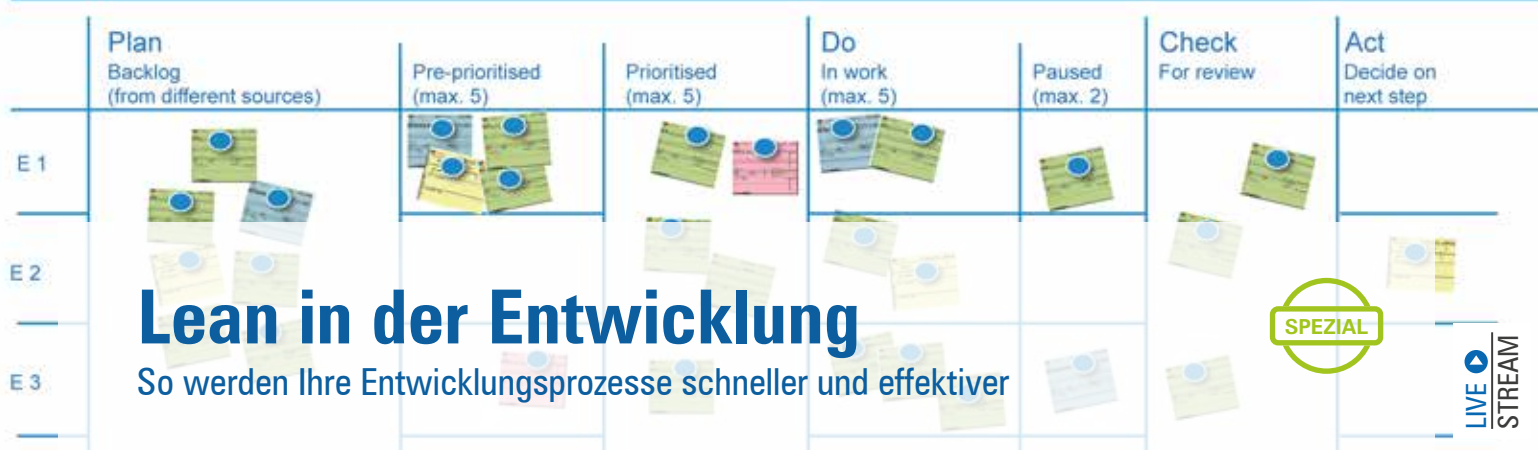 Plan
Backlog
(from different sources)
Pre-prioritised
(max. 5)
Prioritised
(max. 5)
Do
In work
(max. 5)
Paused
(max. 2)
Check
For review
Act
Decide on
next step
E 1
E 2
E 3
Lean in der Entwicklung
So werden Ihre Entwicklungsprozesse schneller und effektiver
SPEZIAL
LIVE
STREAM